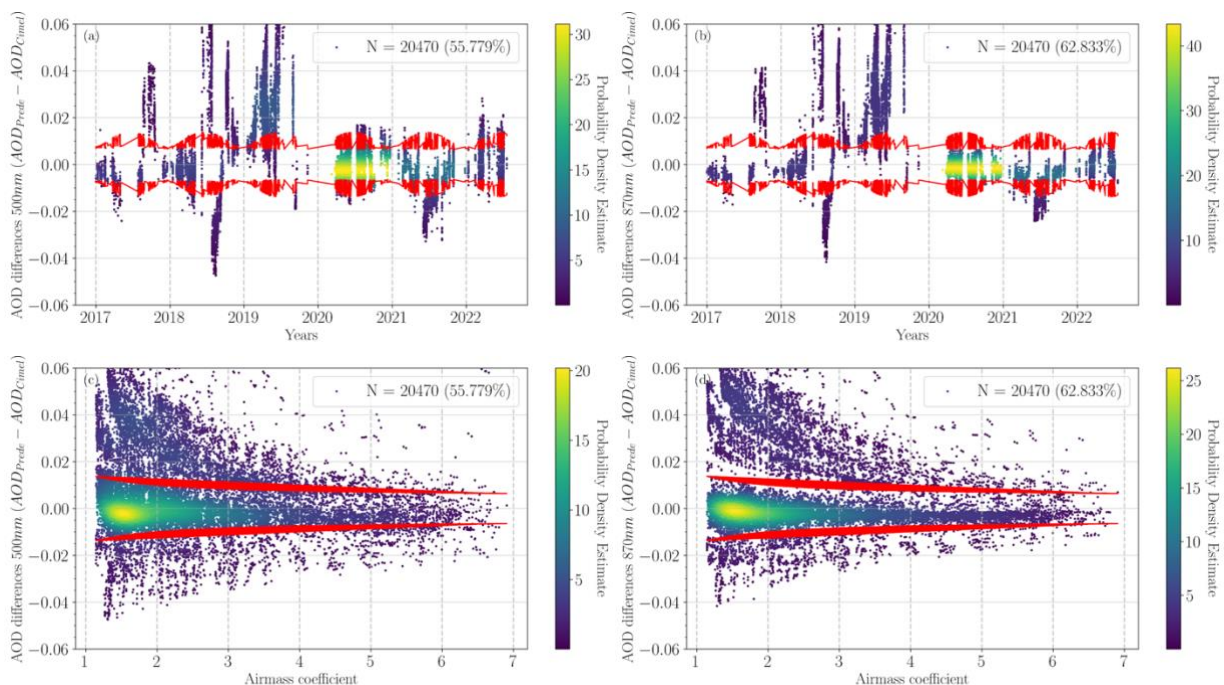 (a)
N = 20470 (55.779%)
AOD differences 500nm (AOD_Prede − AOD_Cimel)
0.06
0.04
0.02
0.00
−0.02
−0.04
−0.06
2017 2018 2019 2020 2021 2022
Years
30
25
20
15
10
5
Probability Density Estimate
(b)
N = 20470 (62.833%)
AOD differences 870nm (AOD_Prede − AOD_Cimel)
0.06
0.04
0.02
0.00
−0.02
−0.04
−0.06
2017 2018 2019 2020 2021 2022
Years
40
30
20
10
Probability Density Estimate
(c)
N = 20470 (55.779%)
AOD differences 500nm (AOD_Prede − AOD_Cimel)
0.06
0.04
0.02
0.00
−0.02
−0.04
−0.06
1 2 3 4 5 6 7
Airmass coefficient
20
15
10
5
Probability Density Estimate
(d)
N = 20470 (62.833%)
AOD differences 870nm (AOD_Prede − AOD_Cimel)
0.06
0.04
0.02
0.00
−0.02
−0.04
−0.06
1 2 3 4 5 6 7
Airmass coefficient
25
20
15
10
5
Probability Density Estimate